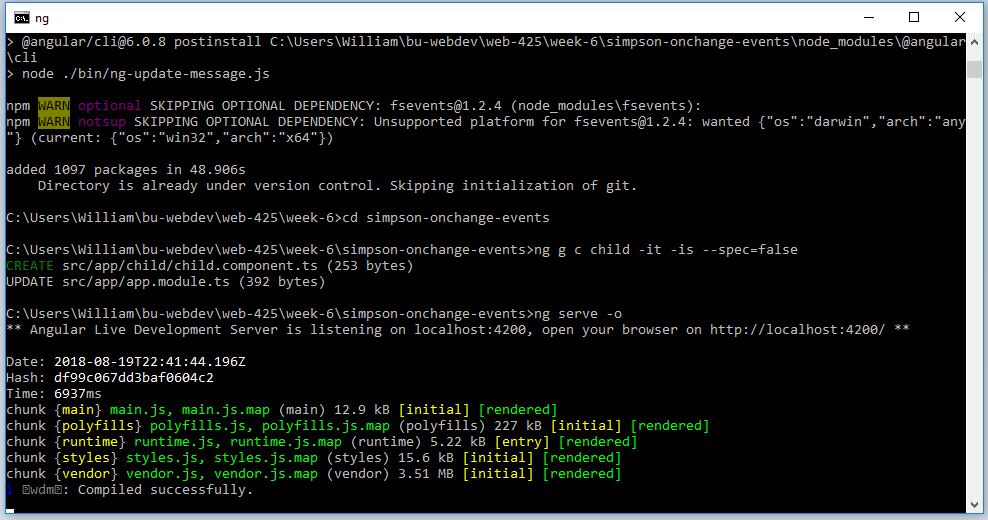 ng
> @angular/cli@6.0.8 postinstall C:\Users\William\bu-webdev\web-425\week-6\simpson-onchange-events\node_modules\@angular
\cli
> node ./bin/ng-update-message.js
npm WARN optional SKIPPING OPTIONAL DEPENDENCY: fsevents@1.2.4 (node_modules\fsevents):
npm WARN notsup SKIPPING OPTIONAL DEPENDENCY: Unsupported platform for fsevents@1.2.4: wanted {"os":"darwin","arch":"any
"} (current: {"os":"win32","arch":"x64"})
added 1097 packages in 48.906s
Directory is already under version control. Skipping initialization of git.
C:\Users\William\bu-webdev\web-425\week-6>cd simpson-onchange-events
C:\Users\William\bu-webdev\web-425\week-6\simpson-onchange-events>ng g c child -it -is --spec=false
CREATE src/app/child/child.component.ts (253 bytes)
UPDATE src/app/app.module.ts (392 bytes)
C:\Users\William\bu-webdev\web-425\week-6\simpson-onchange-events>ng serve -o
** Angular Live Development Server is listening on localhost:4200, open your browser on http://localhost:4200/ **
Date: 2018-08-19T22:41:44.196Z
Hash: df99c067dd3baf0604c2
Time: 6937ms
chunk {main} main.js, main.js.map (main) 12.9 kB [initial] [rendered]
chunk {polyfills} polyfills.js, polyfills.js.map (polyfills) 227 kB [initial] [rendered]
chunk {runtime} runtime.js, runtime.js.map (runtime) 5.22 kB [entry] [rendered]
chunk {styles} styles.js, styles.js.map (styles) 15.6 kB [initial] [rendered]
chunk {vendor} vendor.js, vendor.js.map (vendor) 3.51 MB [initial] [rendered]
i wdm: Compiled successfully.